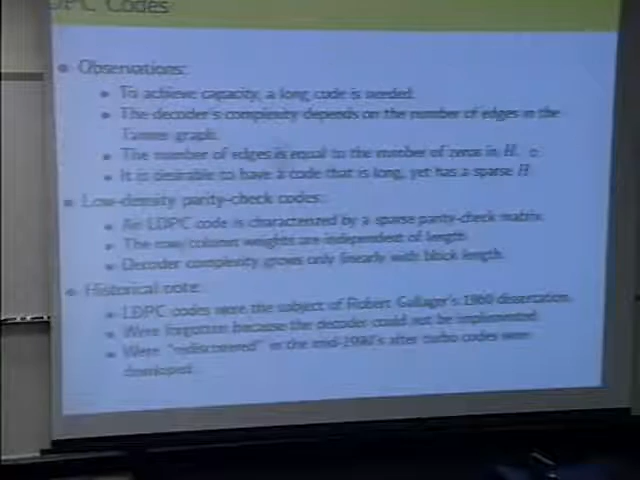 DPC Codes
Observations:
To achieve capacity, a long code is needed.
The decoder's complexity depends on the number of edges in the
Tanner graph.
The number of edges is equal to the number of zeros in H.
It is desirable to have a code that is long, yet has a sparse H.
Low-density parity-check codes:
An LDPC code is characterized by a sparse parity-check matrix.
The row/column weights are independent of length.
Decoder complexity grows only linearly with block length.
Historical note:
LDPC codes were the subject of Robert Gallager's 1960 dissertation.
Were forgotten because the decoder could not be implemented.
Were "rediscovered" in the mid-1990's after turbo codes were
developed.